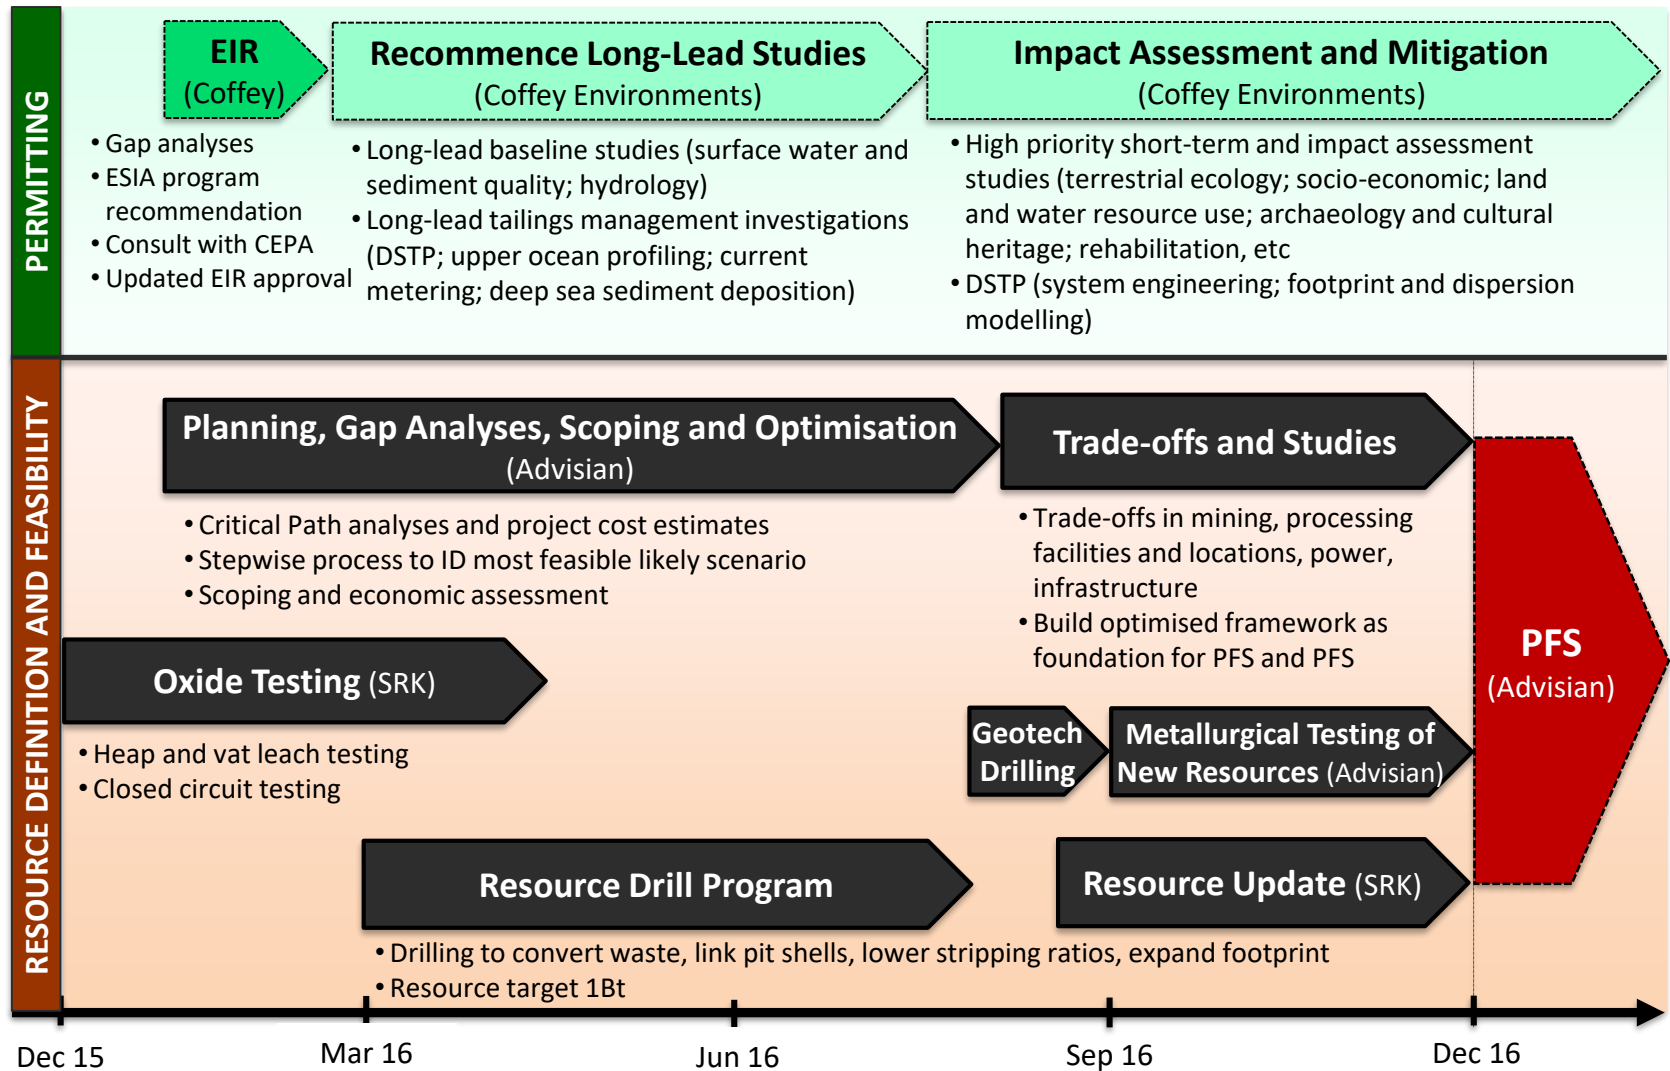 PERMITTING
EIR
(Coffey)
• Gap analyses
• ESIA program
recommendation
• Consult with CEPA
• Updated EIR approval
Recommence Long-Lead Studies
(Coffey Environments)
• Long-lead baseline studies (surface water and
sediment quality; hydrology)
• Long-lead tailings management investigations
(DSTP; upper ocean profiling; current
metering; deep sea sediment deposition)
Impact Assessment and Mitigation
(Coffey Environments)
• High priority short-term and impact assessment
studies (terrestrial ecology; socio-economic; land
and water resource use; archaeology and cultural
heritage; rehabilitation, etc
• DSTP (system engineering; footprint and dispersion
modelling)
RESOURCE DEFINITION AND FEASIBILITY
Planning, Gap Analyses, Scoping and Optimisation
(Advisian)
• Critical Path analyses and project cost estimates
• Stepwise process to ID most feasible likely scenario
• Scoping and economic assessment
Trade-offs and Studies
• Trade-offs in mining, processing
facilities and locations, power,
infrastructure
• Build optimised framework as
foundation for PFS and PFS
PFS
(Advisian)
Oxide Testing (SRK)
• Heap and vat leach testing
• Closed circuit testing
Geotech
Drilling
Metallurgical Testing of
New Resources (Advisian)
Resource Drill Program
• Drilling to convert waste, link pit shells, lower stripping ratios, expand footprint
• Resource target 1Bt
Resource Update (SRK)
Dec 15
Mar 16
Jun 16
Sep 16
Dec 16